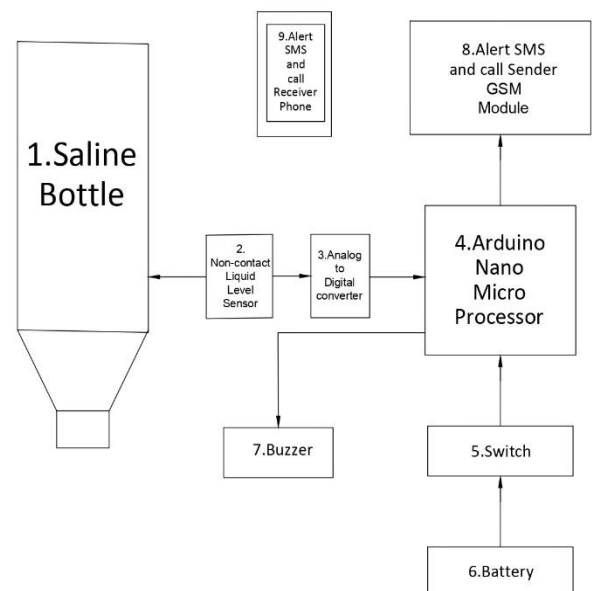 9.Alert
SMS
and
call
Receiver
Phone
8.Alert SMS
and call Sender
GSM
Module
1.Saline
Bottle
2.
Non-contact
Liquid
Level
Sensor
3.Analog
to
Digital
converter
4.Arduino
Nano
Micro
Processor
7.Buzzer
5.Switch
6.Battery